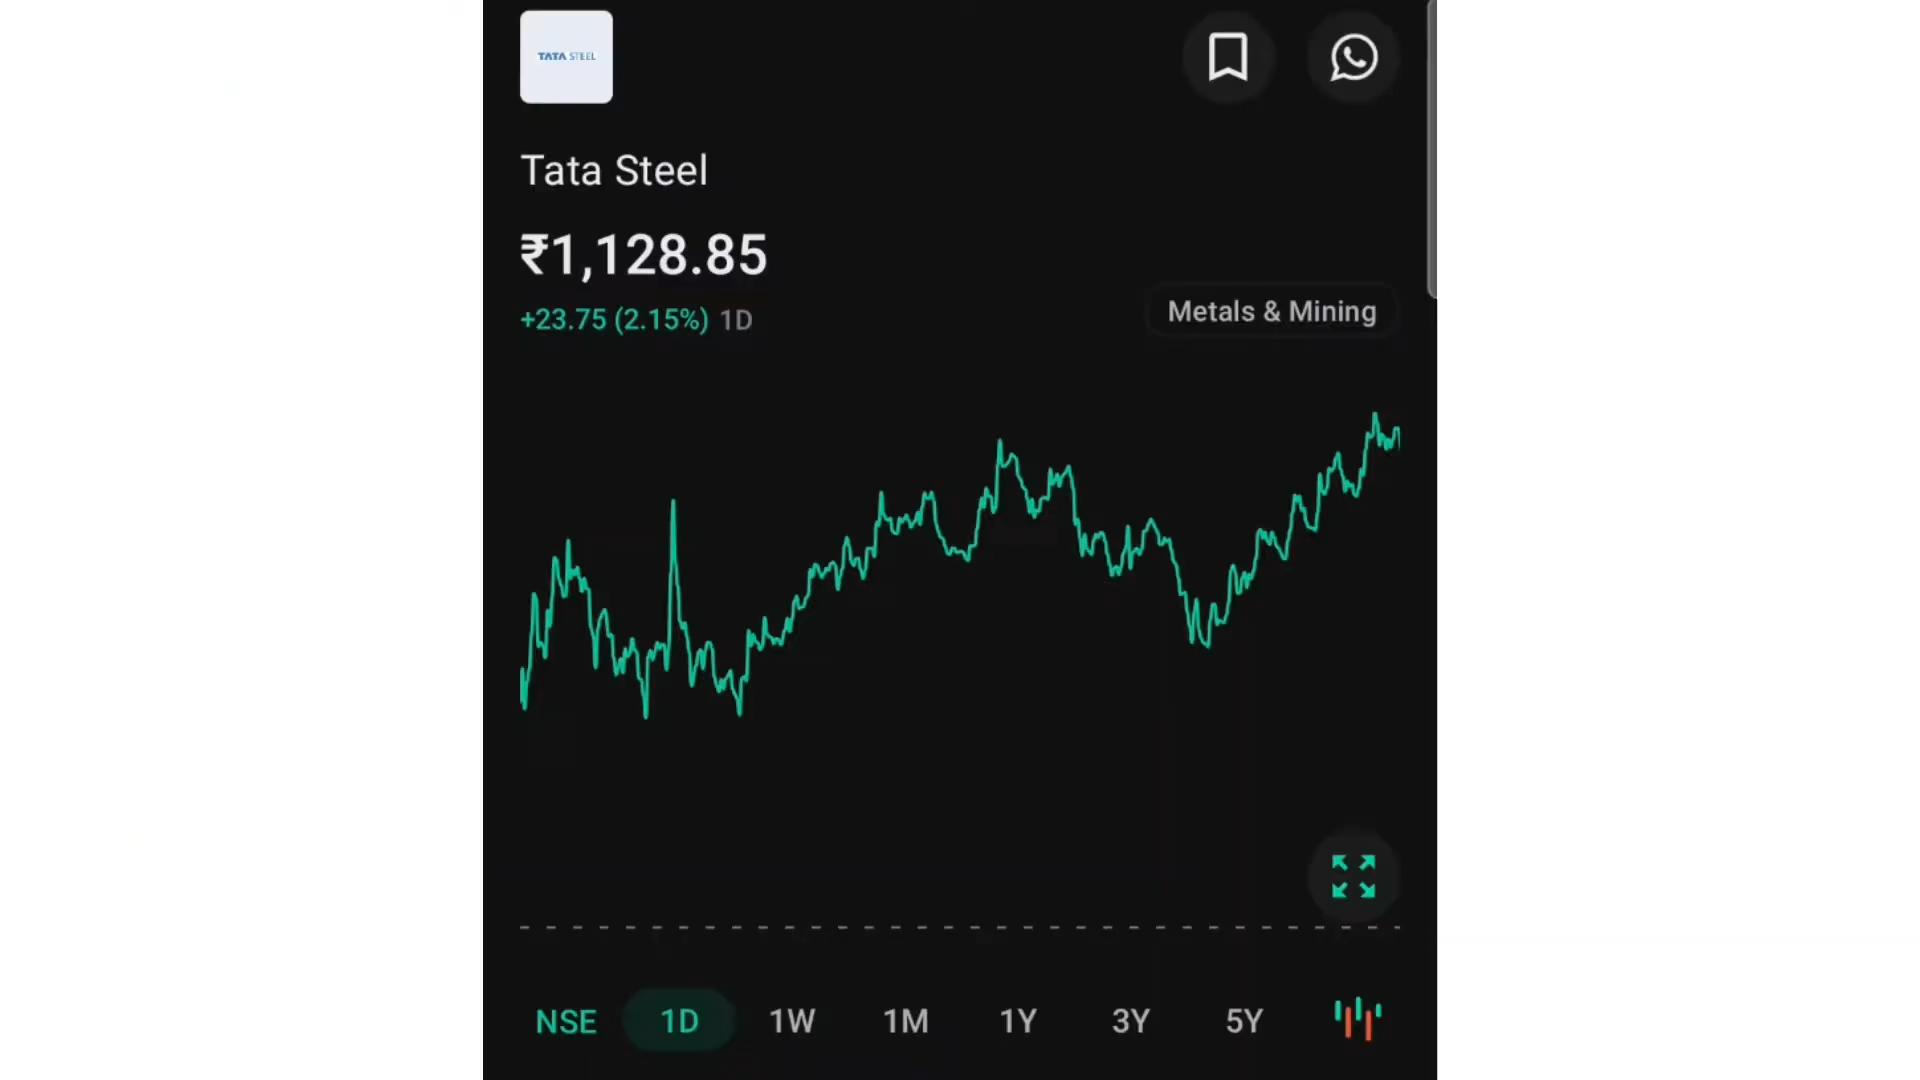 TATA STEEL
Tata Steel
₹1,128.85
+23.75 (2.15%) 1D
Metals & Mining
NSE 1D 1W 1M 1Y 3Y 5Y